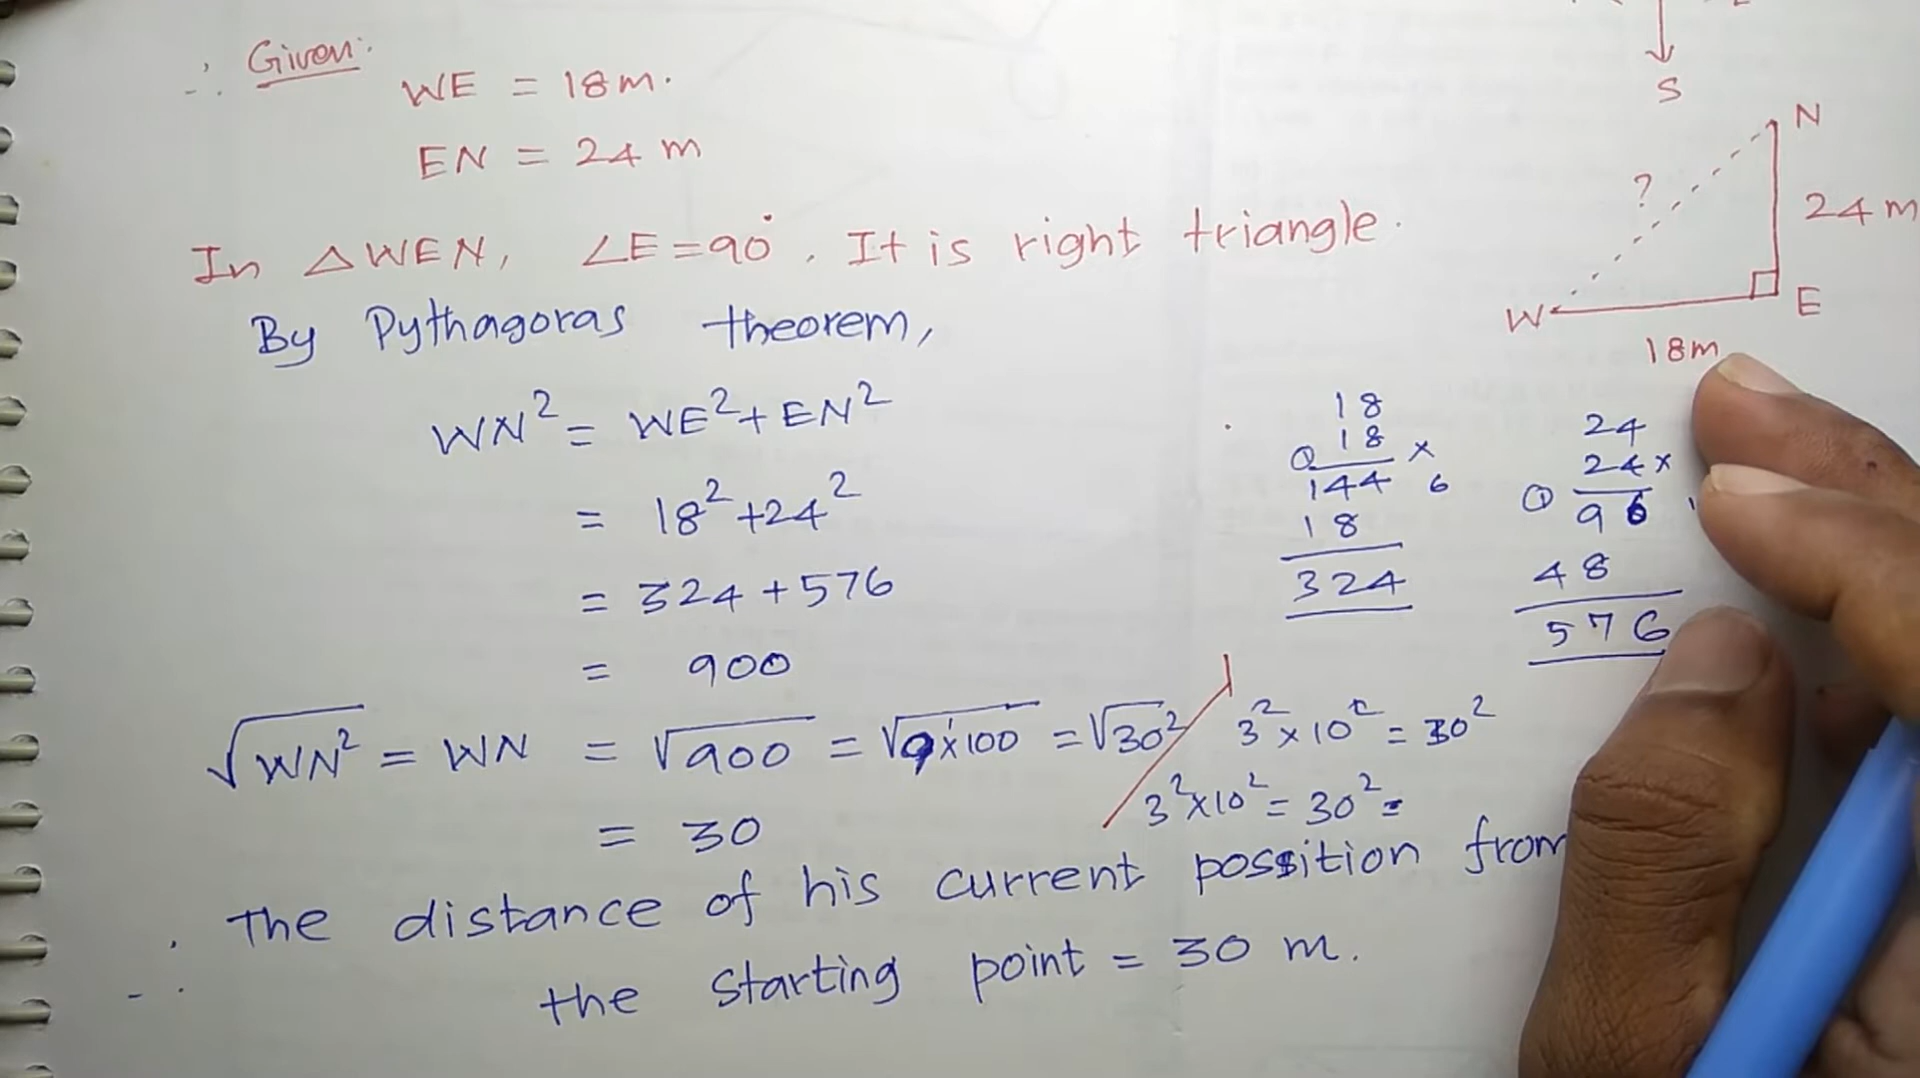 ∴ Given:
WE = 18m.
EN = 24 m
In △WEN, ∠E = 90°. It is right triangle.
By Pythagoras theorem,
WN² = WE² + EN²
= 18² + 24²
= 324 + 576
= 900
√WN² = WN = √900 = √9×100 = √30²
= 30
∴ The distance of his current possition from
the starting point = 30 m.
S
N
?
24 m
W
E
18m
18
18 ×
144 6
18
324
24
24 ×
① 96
48
576
3² × 10² = 30²
3² × 10² = 30² =